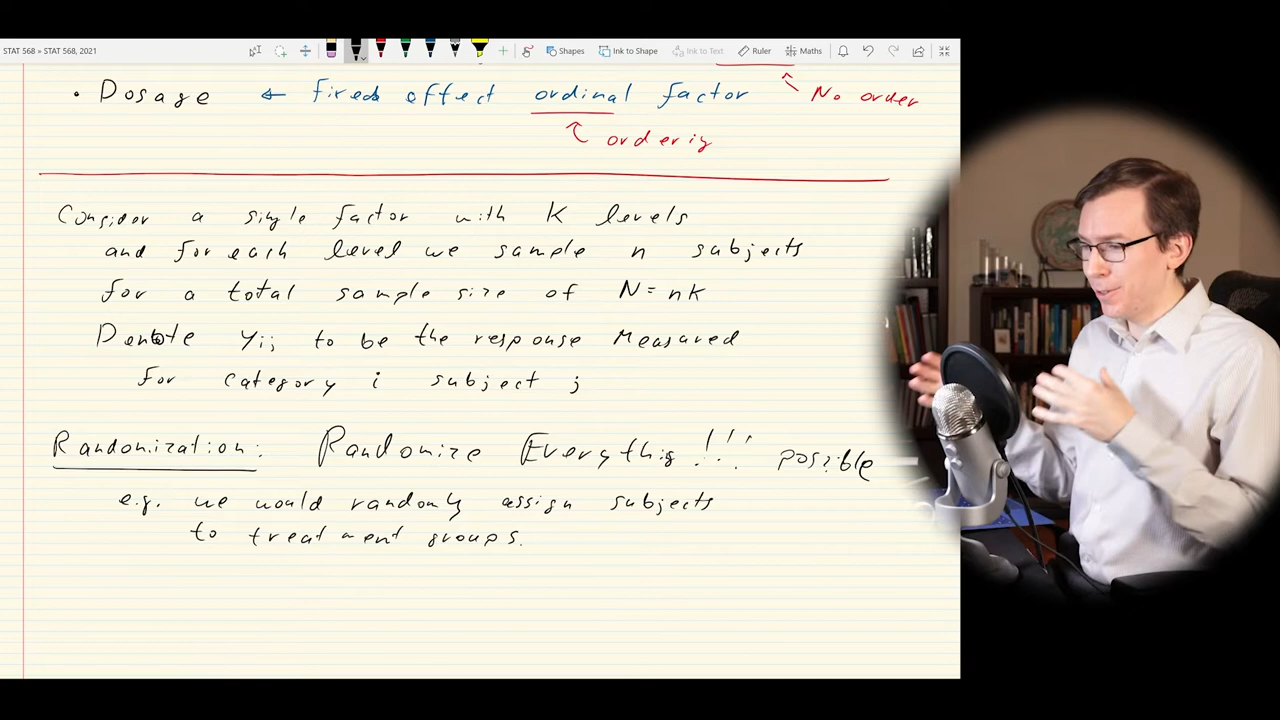 STAT 568 » STAT 568, 2021
Shapes Ink to Shape Ink to Text Ruler Maths
• Dosage ← fixed effect ordinal factor
No order
ordering
Consider a single factor with K levels
and for each level we sample n subjects
for a total sample size of N = nk
Denote Yij to be the response Measured
for category i subject j
Randomization: Randomize Everything!!! possible
e.g. we would randomly assign subjects
to treatment groups.